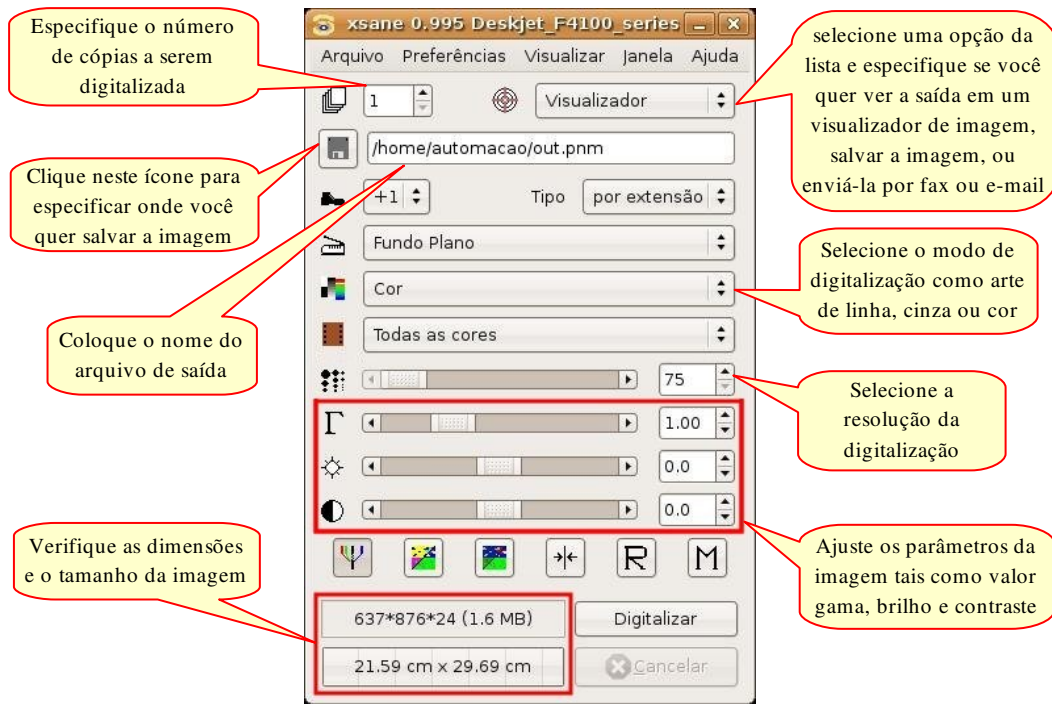 Especifique o número
de cópias a serem
digitalizada
Clique neste ícone para
especificar onde você
quer salvar a imagem
Coloque o nome do
arquivo de saída
Verifique as dimensões
e o tamanho da imagem
xsane 0.995 Deskjet_F4100_series
Arquivo Preferências Visualizar Janela Ajuda
1 Visualizador
/home/automacao/out.pnm
+1 Tipo por extensão
Fundo Plano
Cor
Todas as cores
75
Γ 1.00
0.0
0.0
R M
637*876*24 (1.6 MB) Digitalizar
21.59 cm x 29.69 cm Cancelar
selecione uma opção da
lista e especifique se você
quer ver a saída em um
visualizador de imagem,
salvar a imagem, ou
enviá-la por fax ou e-mail
Selecione o modo de
digitalização como arte
de linha, cinza ou cor
Selecione a
resolução da
digitalização
Ajuste os parâmetros da
imagem tais como valor
gama, brilho e contraste